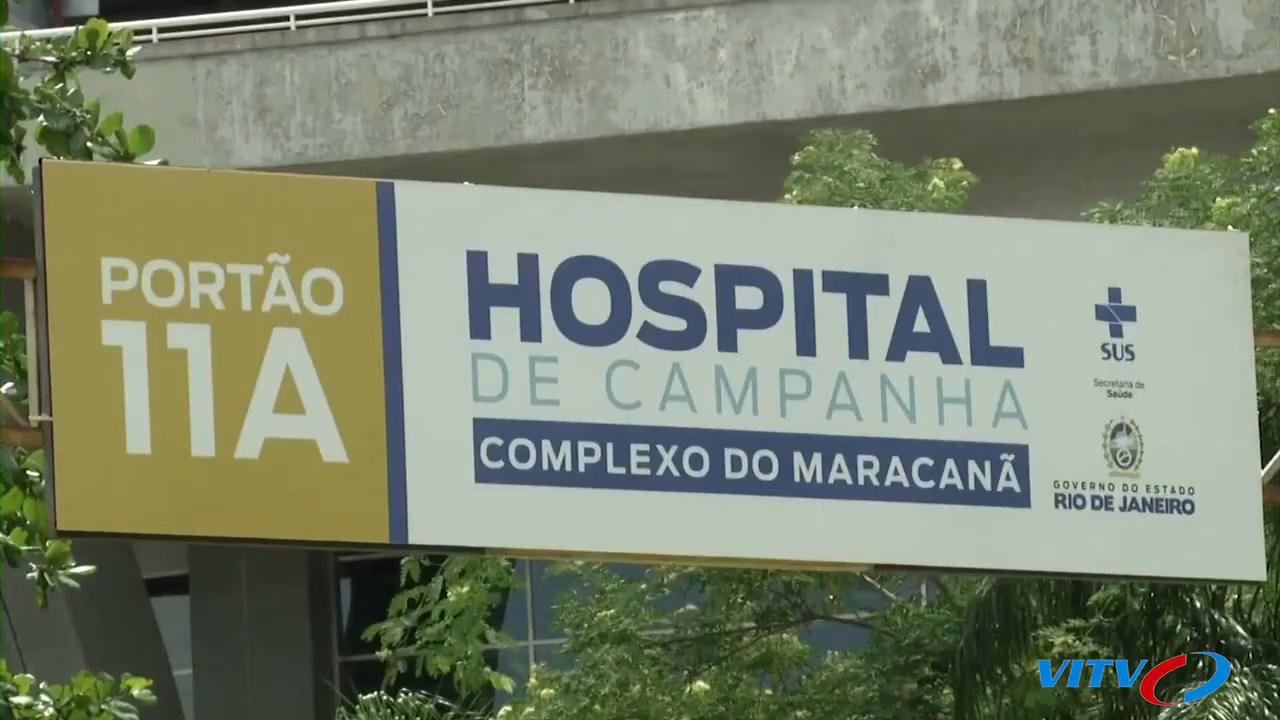 PORTÃO
11A
HOSPITAL
DE CAMPANHA
COMPLEXO DO MARACANÃ
SUS
Secretaria de
Saúde
GOVERNO DO ESTADO
RIO DE JANEIRO
VITV